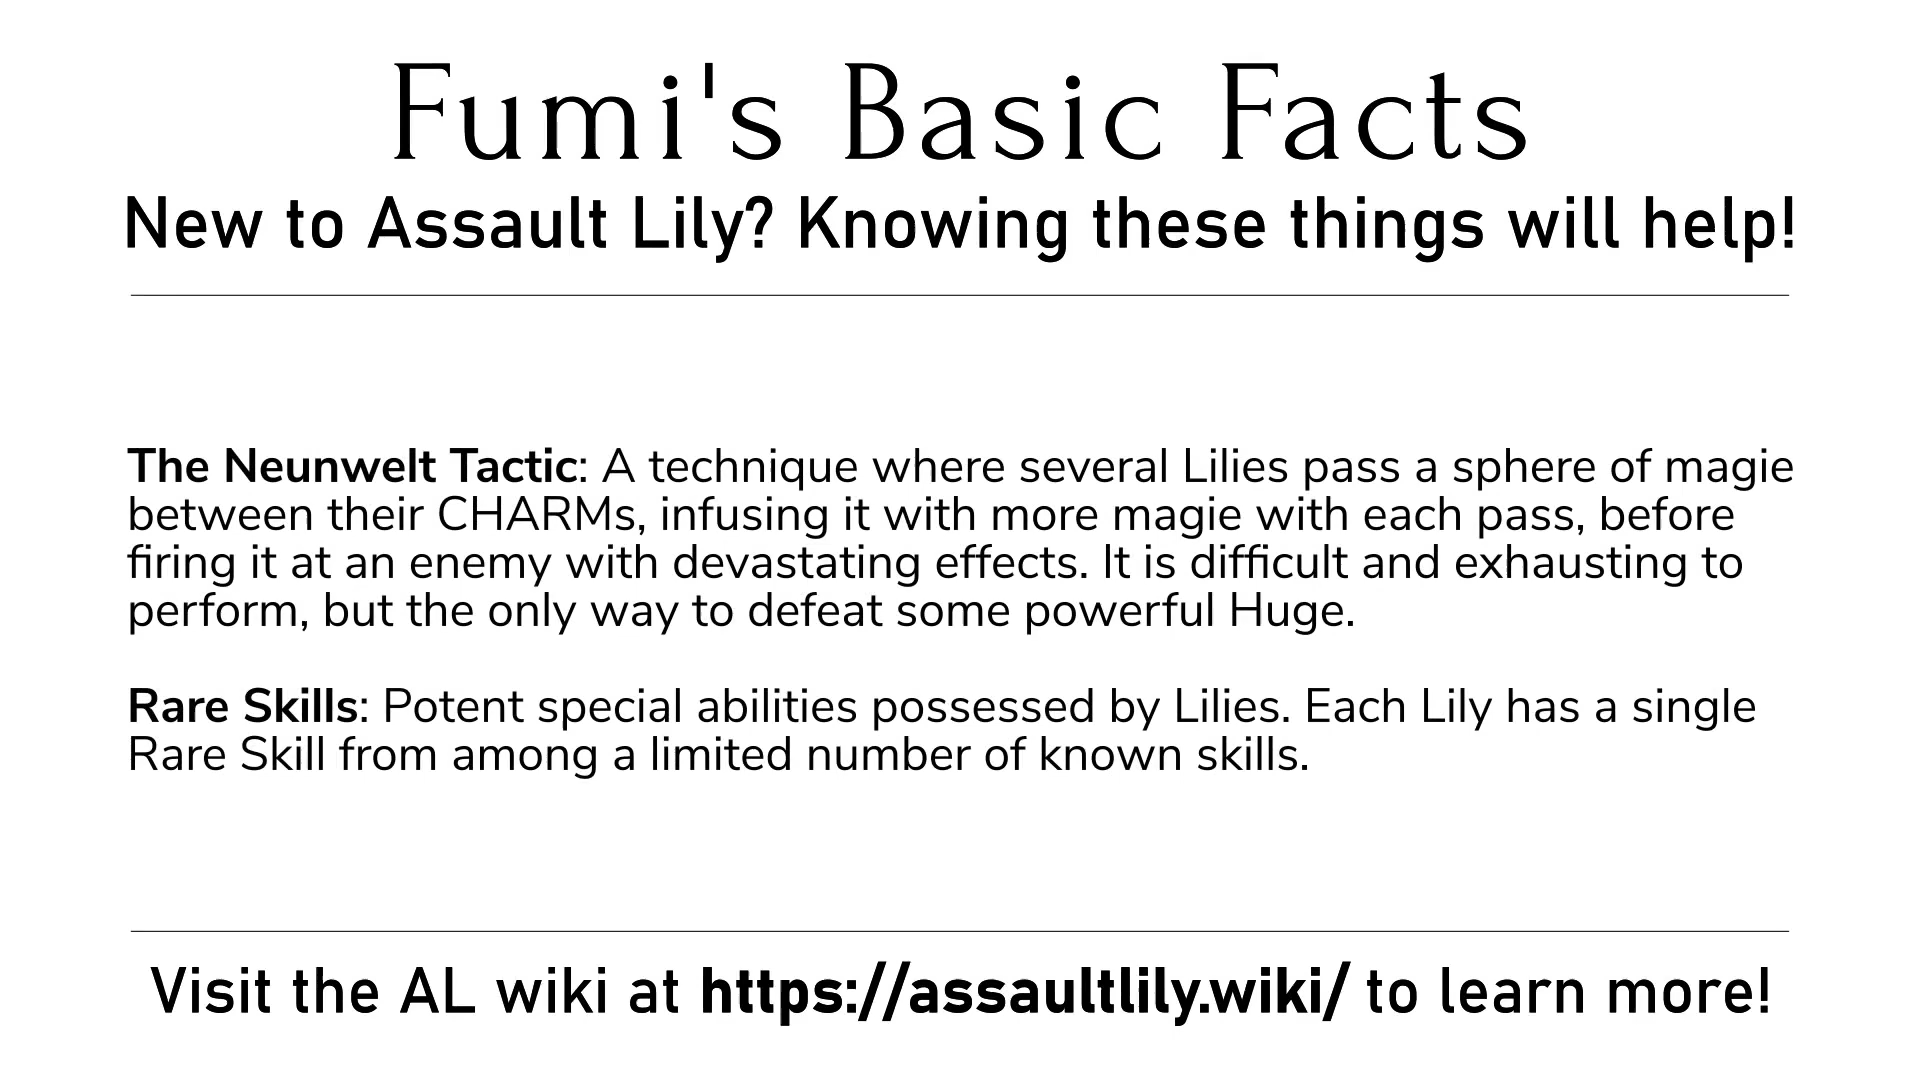 Fumi's Basic Facts
New to Assault Lily? Knowing these things will help!
The Neunwelt Tactic: A technique where several Lilies pass a sphere of magie
between their CHARMs, infusing it with more magie with each pass, before
firing it at an enemy with devastating effects. It is difficult and exhausting to
perform, but the only way to defeat some powerful Huge.
Rare Skills: Potent special abilities possessed by Lilies. Each Lily has a single
Rare Skill from among a limited number of known skills.
Visit the AL wiki at https://assaultlily.wiki/ to learn more!